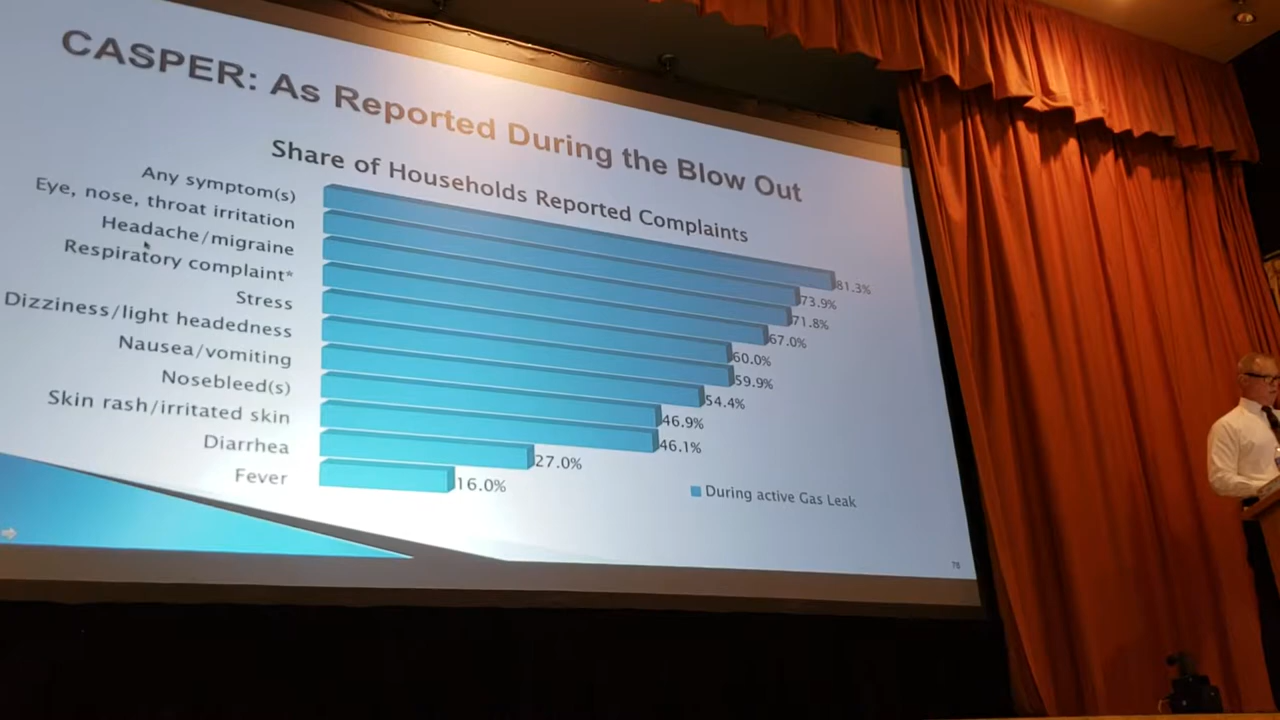 CASPER: As Reported During the Blow Out
Share of Households Reported Complaints
Any symptom(s) 81.3%
Eye, nose, throat irritation 73.9%
Headache/migraine 71.8%
Respiratory complaint* 67.0%
Stress 60.0%
Dizziness/light headedness 59.9%
Nausea/vomiting 54.4%
Nosebleed(s) 46.9%
Skin rash/irritated skin 46.1%
Diarrhea 27.0%
Fever 16.0%
During active Gas Leak
78